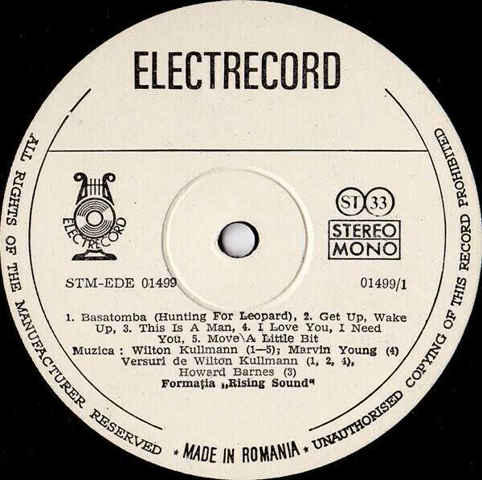 ELECTRECORD
ELECTRECORD
ST 33
STEREO
MONO
STM-EDE 01499
01499/1
1. Basatomba (Hunting For Leopard), 2. Get Up, Wake
Up, 3. This Is A Man, 4. I Love You, I Need
You, 5. Move A Little Bit
Muzica : Wilton Kullmann (1—5); Marvin Young (4)
Versuri de Wilton Kullmann (1, 2, 4),
Howard Barnes (3)
Formația „Rising Sound“
ALL RIGHTS OF THE MANUFACTURER RESERVED * MADE IN ROMANIA * UNAUTHORISED COPYING OF THIS RECORD PROHIBITED